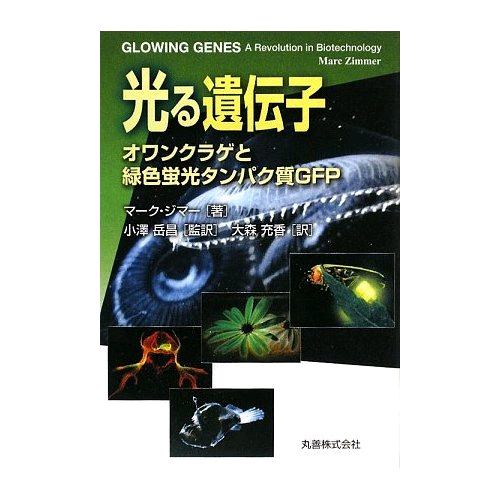 GLOWING GENES A Revolution in Biotechnology
Marc Zimmer
光る遺伝子
オワンクラゲと
緑色蛍光タンパク質GFP
マーク・ジマー［著］
小澤 岳昌［監訳］ 大森 充香［訳］
丸善株式会社